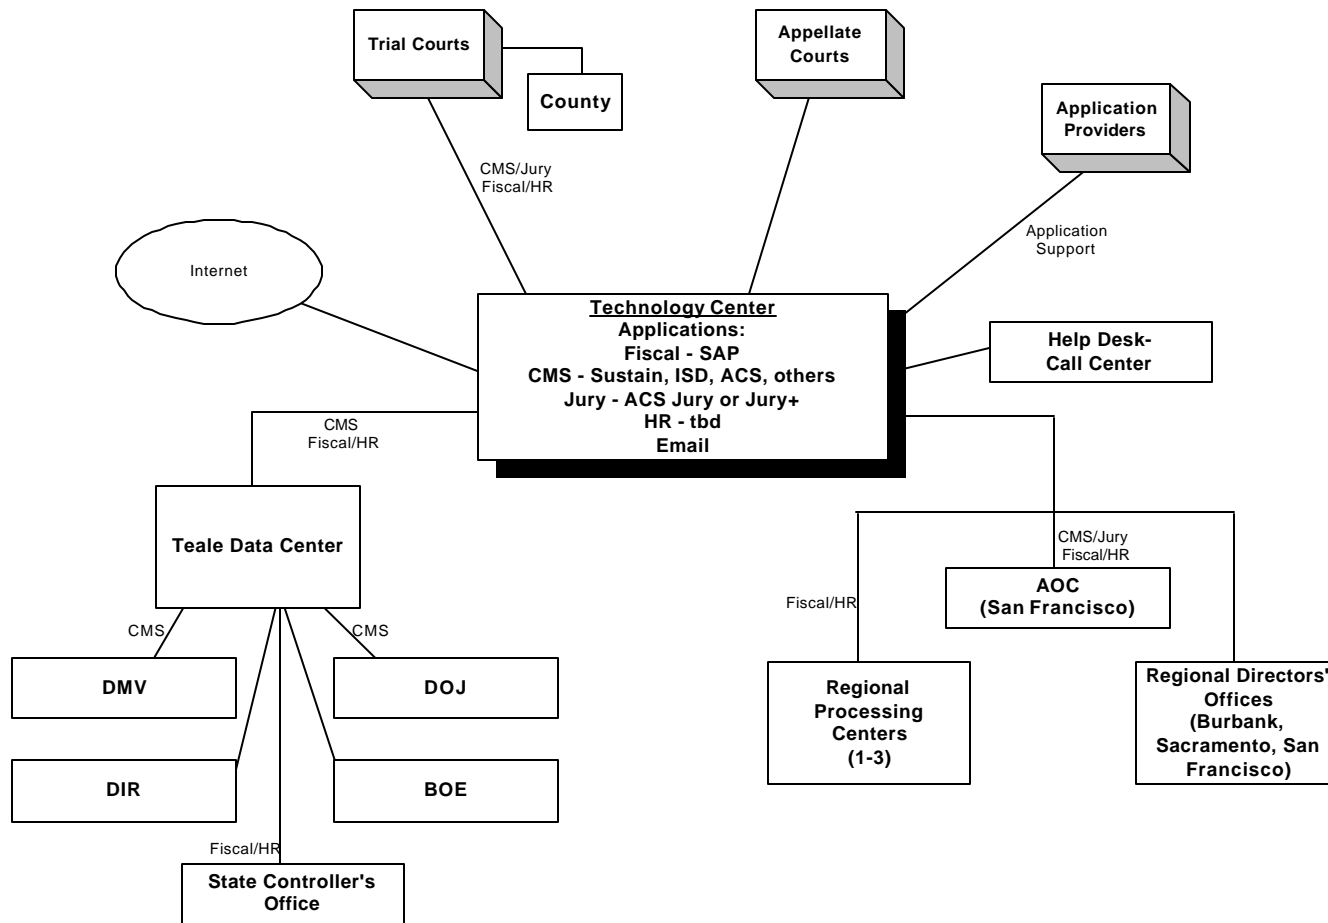 Trial Courts
County
Appellate
Courts
Application
Providers
CMS/Jury
Fiscal/HR
Application
Support
Internet
Technology Center
Applications:
Fiscal - SAP
CMS - Sustain, ISD, ACS, others
Jury - ACS Jury or Jury+
HR - tbd
Email
Help Desk-
Call Center
CMS
Fiscal/HR
Teale Data Center
CMS
CMS
DMV
DOJ
DIR
BOE
Fiscal/HR
State Controller's
Office
CMS/Jury
Fiscal/HR
AOC
(San Francisco)
Fiscal/HR
Regional
Processing
Centers
(1-3)
Regional Directors'
Offices
(Burbank,
Sacramento, San
Francisco)